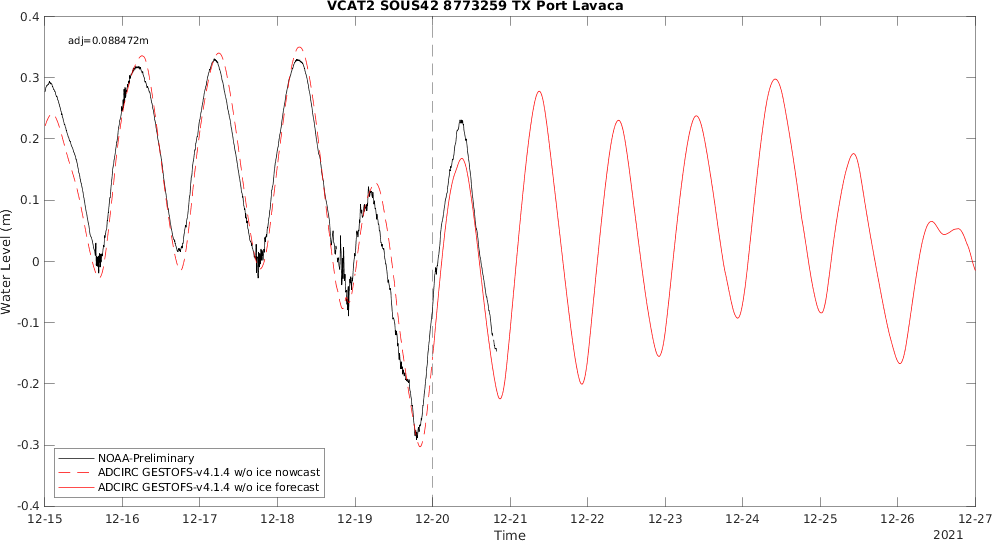 VCAT2 SOUS42 8773259 TX Port Lavaca
adj=0.088472m
0.4
0.3
0.2
0.1
0
-0.1
-0.2
-0.3
-0.4
Water Level (m)
NOAA-Preliminary
ADCIRC GESTOFS-v4.1.4 w/o ice nowcast
ADCIRC GESTOFS-v4.1.4 w/o ice forecast
12-15 12-16 12-17 12-18 12-19 12-20 12-21 12-22 12-23 12-24 12-25 12-26 12-27
Time
2021